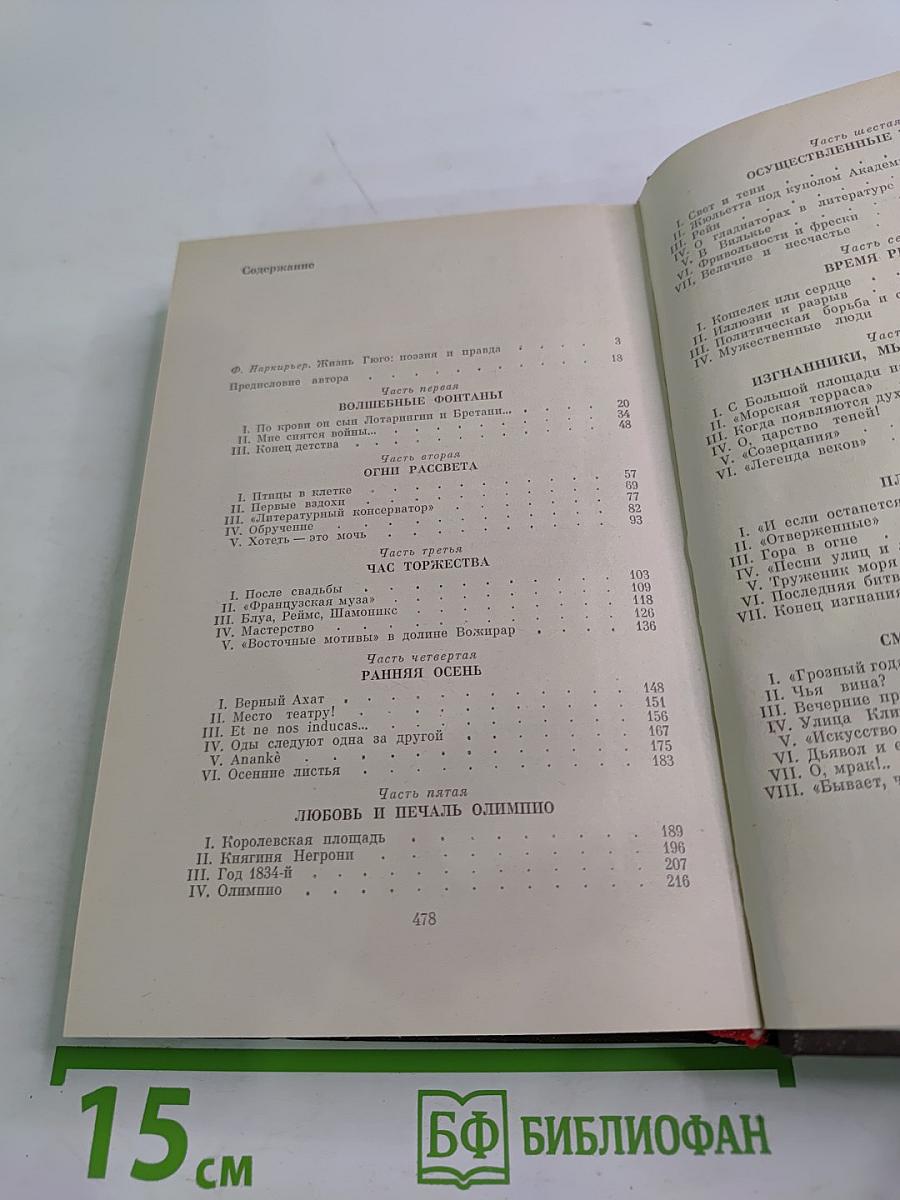 Содержание
Ф. Наркирьер. Жизнь Гюго: поэзия и правда . . . . 3
Предисловие автора . . . . . . . . . 13
Часть первая
ВОЛШЕБНЫЕ ФОНТАНЫ
I. По крови он сын Лотарингии и Бретани... . . . . 20
II. Мне снятся войны... . . . . . . . . 34
III. Конец детства . . . . . . . . . 48
Часть вторая
ОГНИ РАССВЕТА
I. Птицы в клетке . . . . . . . . . 57
II. Первые вздохи . . . . . . . . . 69
III. «Литературный консерватор» . . . . . . 77
IV. Обручение . . . . . . . . . . 82
V. Хотеть — это мочь . . . . . . . . 93
Часть третья
ЧАС ТОРЖЕСТВА
I. После свадьбы . . . . . . . . . 103
II. «Французская муза» . . . . . . . . 109
III. Блуа, Реймс, Шамоникс . . . . . . . 118
IV. Мастерство . . . . . . . . . . 126
V. «Восточные мотивы» в долине Вожирар . . . . 136
Часть четвертая
РАННЯЯ ОСЕНЬ
I. Верный Ахат . . . . . . . . . . 148
II. Место театру! . . . . . . . . . 151
III. Et ne nos inducas... . . . . . . . . 156
IV. Оды следуют одна за другой . . . . . . 167
V. Anankè . . . . . . . . . . . 175
VI. Осенние листья . . . . . . . . . 183
Часть пятая
ЛЮБОВЬ И ПЕЧАЛЬ ОЛИМПИО
I. Королевская площадь . . . . . . . . 189
II. Княгиня Негрони . . . . . . . . . 196
III. Год 1834-й . . . . . . . . . . 207
IV. Олимпио . . . . . . . . . . . 216
478
Часть шестая
ОСУЩЕСТВЛЕННЫЕ
I. Свет и тени
II. Жюльетта под куполом
III. Рейн
IV. О гладиаторах в литературе
V. В Вилькье
VI. Фривольности и фрески
VII. Величие и несчастье
Часть
ВРЕМЯ
I. Кошелек или сердце
II. Иллюзии и разрыв
III. Политическая борьба и
IV. Мужественные люди
Часть
ИЗГНАННИКИ,
I. С Большой площади
II. «Морская терраса»
III. Когда появляются
IV. О, царство теней!
V. «Созерцания»
VI. «Легенда веков»
I. «И если останется
II. «Отверженные»
III. Гора в огне
IV. «Песни улиц и
V. Труженик моря
VI. Последняя
VII. Конец изгнания
I. «Грозный
II. Чья вина?
III. Вечерние
IV. Улица
V. «Искусство
VI. Дьявол и
VII. О, мрак!..
VIII. «Бывает,
15 см
БФ БИБЛИОФАН